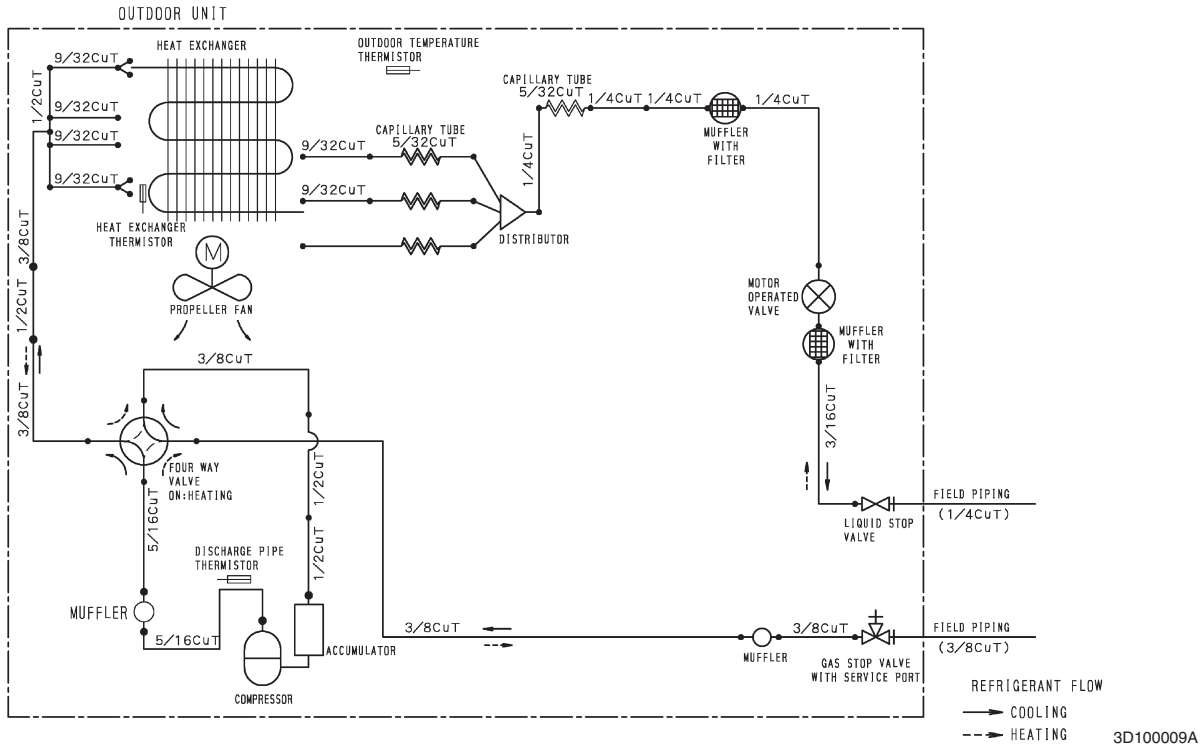 OUTDOOR UNIT
HEAT EXCHANGER
OUTDOOR TEMPERATURE
THERMISTOR
9/32CuT
1/2CuT
9/32CuT
9/32CuT
9/32CuT
HEAT EXCHANGER
THERMISTOR
CAPILLARY TUBE
5/32CuT
9/32CuT
9/32CuT
DISTRIBUTOR
1/4CuT
CAPILLARY TUBE
5/32CuT
1/4CuT
1/4CuT
1/4CuT
MUFFLER
WITH
FILTER
3/8CuT
1/2CuT
3/8CuT
M
PROPELLER FAN
MOTOR
OPERATED
VALVE
MUFFLER
WITH
FILTER
3/8CuT
FOUR WAY
VALVE
ON:HEATING
1/2CuT
1/2CuT
5/16CuT
3/16CuT
LIQUID STOP
VALVE
FIELD PIPING
(1/4CuT)
DISCHARGE PIPE
THERMISTOR
MUFFLER
5/16CuT
ACCUMULATOR
COMPRESSOR
3/8CuT
MUFFLER
3/8CuT
GAS STOP VALVE
WITH SERVICE PORT
FIELD PIPING
(3/8CuT)
REFRIGERANT FLOW
COOLING
HEATING
3D100009A